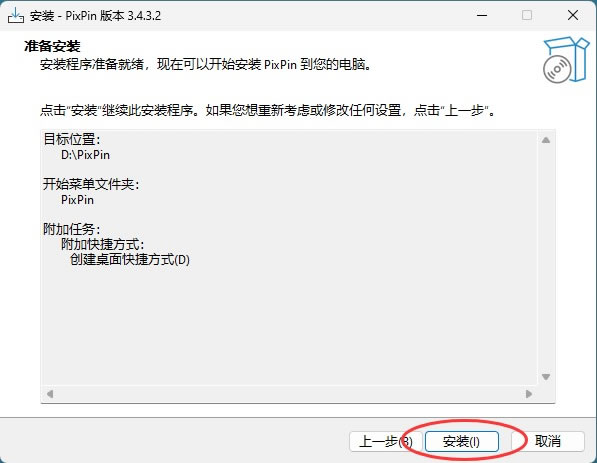 安装 - PixPin 版本 3.4.3.2
准备安装
安装程序准备就绪，现在可以开始安装 PixPin 到您的电脑。
点击“安装”继续此安装程序。如果您想重新考虑或修改任何设置，点击“上一步”。
目标位置：
D:\PixPin
开始菜单文件夹：
PixPin
附加任务：
附加快捷方式：
创建桌面快捷方式(D)
上一步(B) 安装(I) 取消